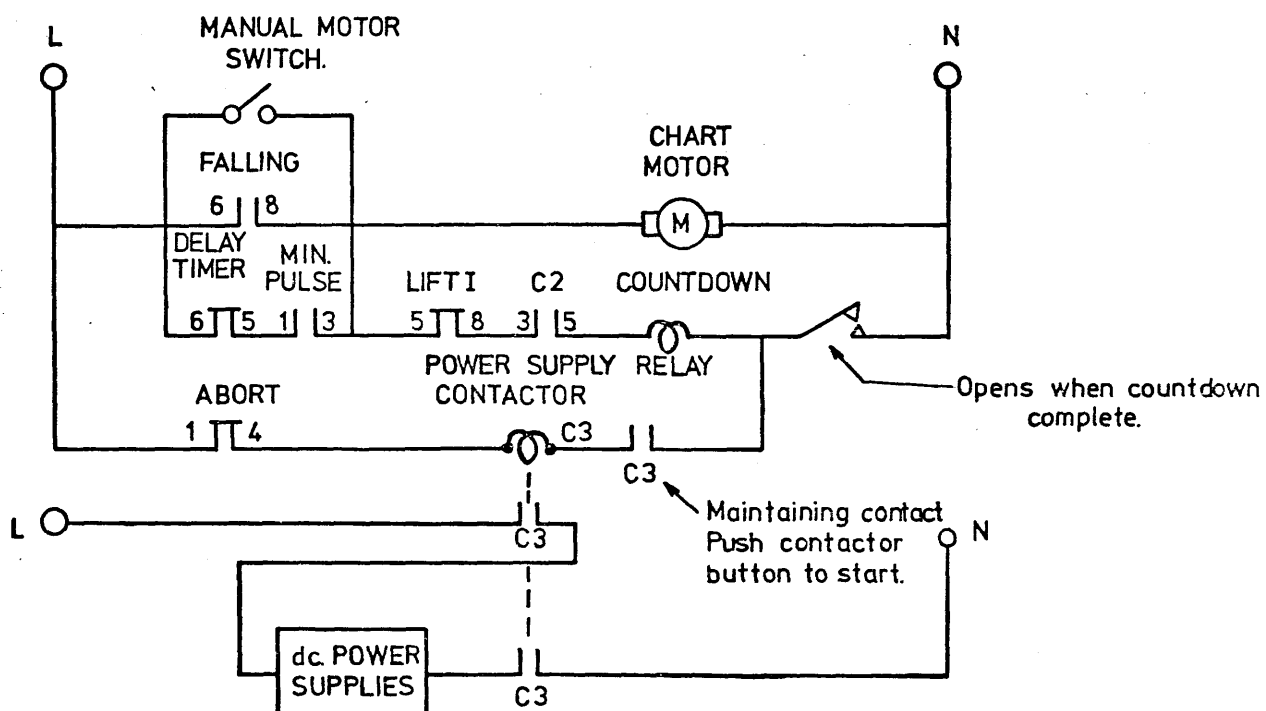 L
MANUAL MOTOR
SWITCH.
N
CHART
MOTOR
FALLING
6 8
M
DELAY
TIMER
MIN.
PULSE
LIFT I
C2
COUNTDOWN
6 5 1 3
5 8 3 5
POWER SUPPLY RELAY
CONTACTOR
Opens when countdown
complete.
ABORT
1 4
C3
C3
Maintaining contact
Push contactor
button to start.
L
C3
N
dc. POWER
SUPPLIES
C3